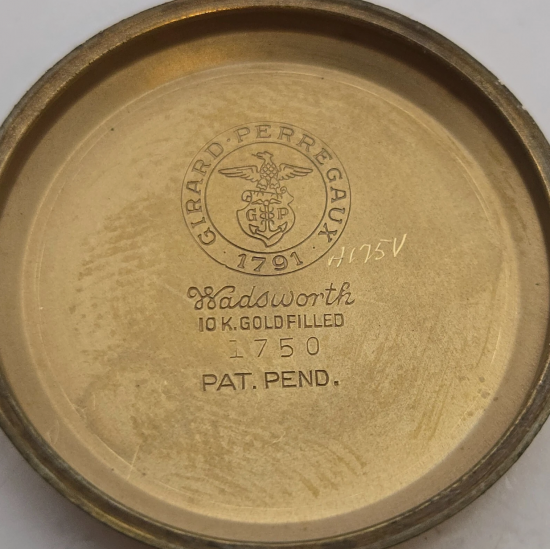 GIRARD·PERREGAUX
GP
·1791·
H175V
Wadsworth
10 K. GOLD FILLED
1750
PAT. PEND.